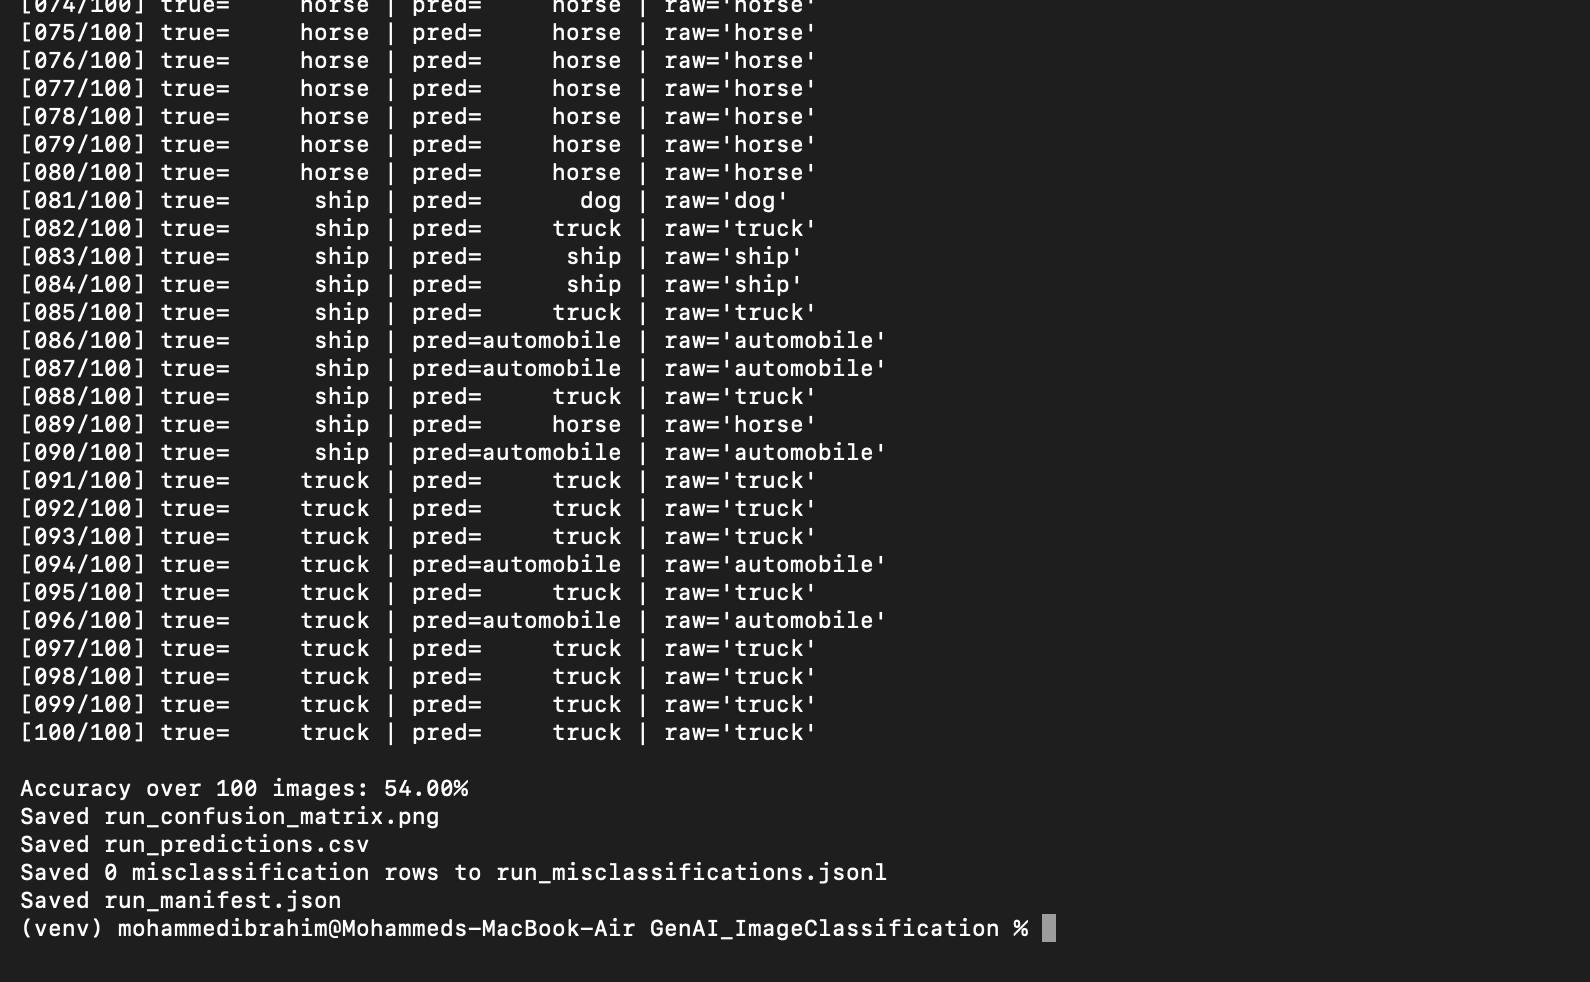 [074/100] true=     horse | pred=     horse | raw='horse'
[075/100] true=     horse | pred=     horse | raw='horse'
[076/100] true=     horse | pred=     horse | raw='horse'
[077/100] true=     horse | pred=     horse | raw='horse'
[078/100] true=     horse | pred=     horse | raw='horse'
[079/100] true=     horse | pred=     horse | raw='horse'
[080/100] true=     horse | pred=     horse | raw='horse'
[081/100] true=      ship | pred=       dog | raw='dog'
[082/100] true=      ship | pred=     truck | raw='truck'
[083/100] true=      ship | pred=      ship | raw='ship'
[084/100] true=      ship | pred=      ship | raw='ship'
[085/100] true=      ship | pred=     truck | raw='truck'
[086/100] true=      ship | pred=automobile | raw='automobile'
[087/100] true=      ship | pred=automobile | raw='automobile'
[088/100] true=      ship | pred=     truck | raw='truck'
[089/100] true=      ship | pred=     horse | raw='horse'
[090/100] true=      ship | pred=automobile | raw='automobile'
[091/100] true=     truck | pred=     truck | raw='truck'
[092/100] true=     truck | pred=     truck | raw='truck'
[093/100] true=     truck | pred=     truck | raw='truck'
[094/100] true=     truck | pred=automobile | raw='automobile'
[095/100] true=     truck | pred=     truck | raw='truck'
[096/100] true=     truck | pred=automobile | raw='automobile'
[097/100] true=     truck | pred=     truck | raw='truck'
[098/100] true=     truck | pred=     truck | raw='truck'
[099/100] true=     truck | pred=     truck | raw='truck'
[100/100] true=     truck | pred=     truck | raw='truck'

Accuracy over 100 images: 54.00%
Saved run_confusion_matrix.png
Saved run_predictions.csv
Saved 0 misclassification rows to run_misclassifications.jsonl
Saved run_manifest.json
(venv) mohammedibrahim@Mohammeds-MacBook-Air GenAI_ImageClassification %